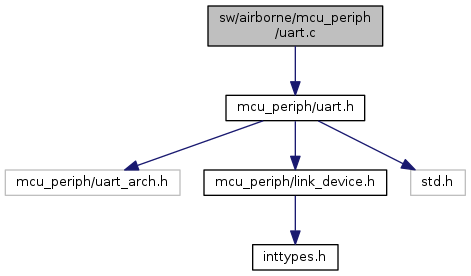 sw/airborne/mcu_periph
/uart.c
mcu_periph/uart.h
mcu_periph/uart_arch.h
mcu_periph/link_device.h
std.h
inttypes.h